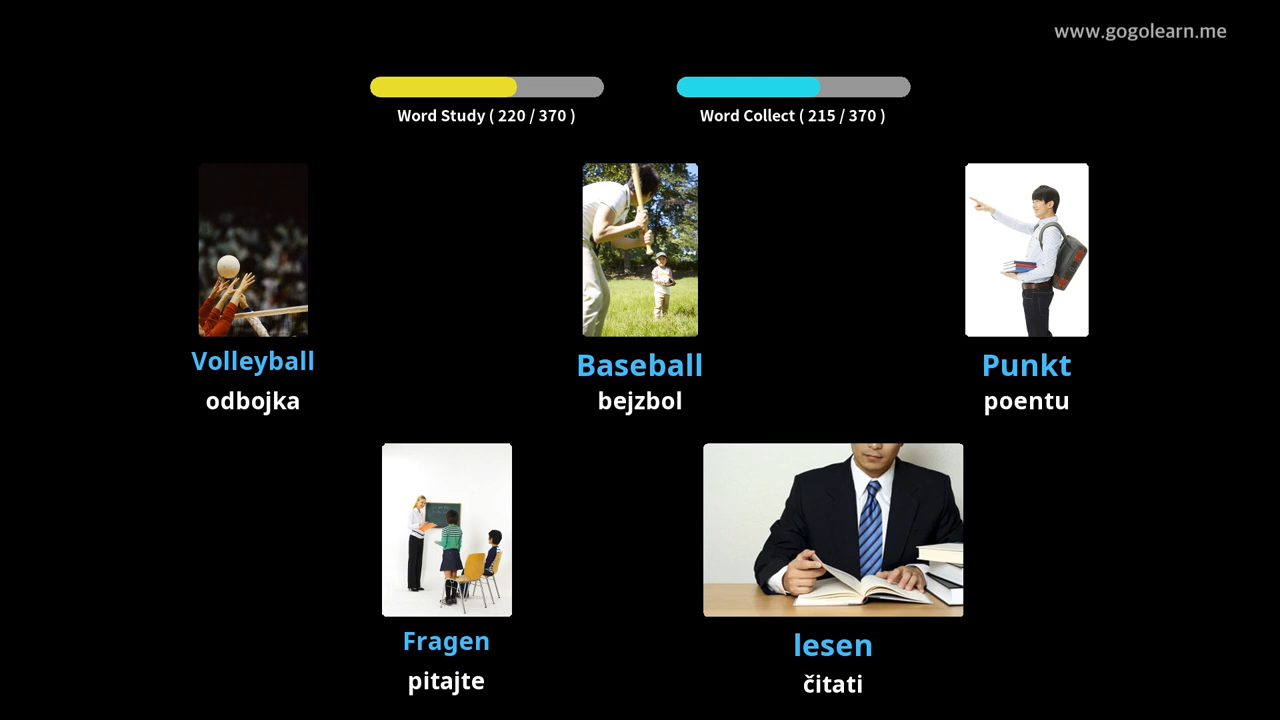 www.gogolearn.me
Word Study ( 220 / 370 )
Word Collect ( 215 / 370 )
Volleyball
odbojka
Baseball
bejzbol
Punkt
poentu
Fragen
pitajte
lesen
čitati